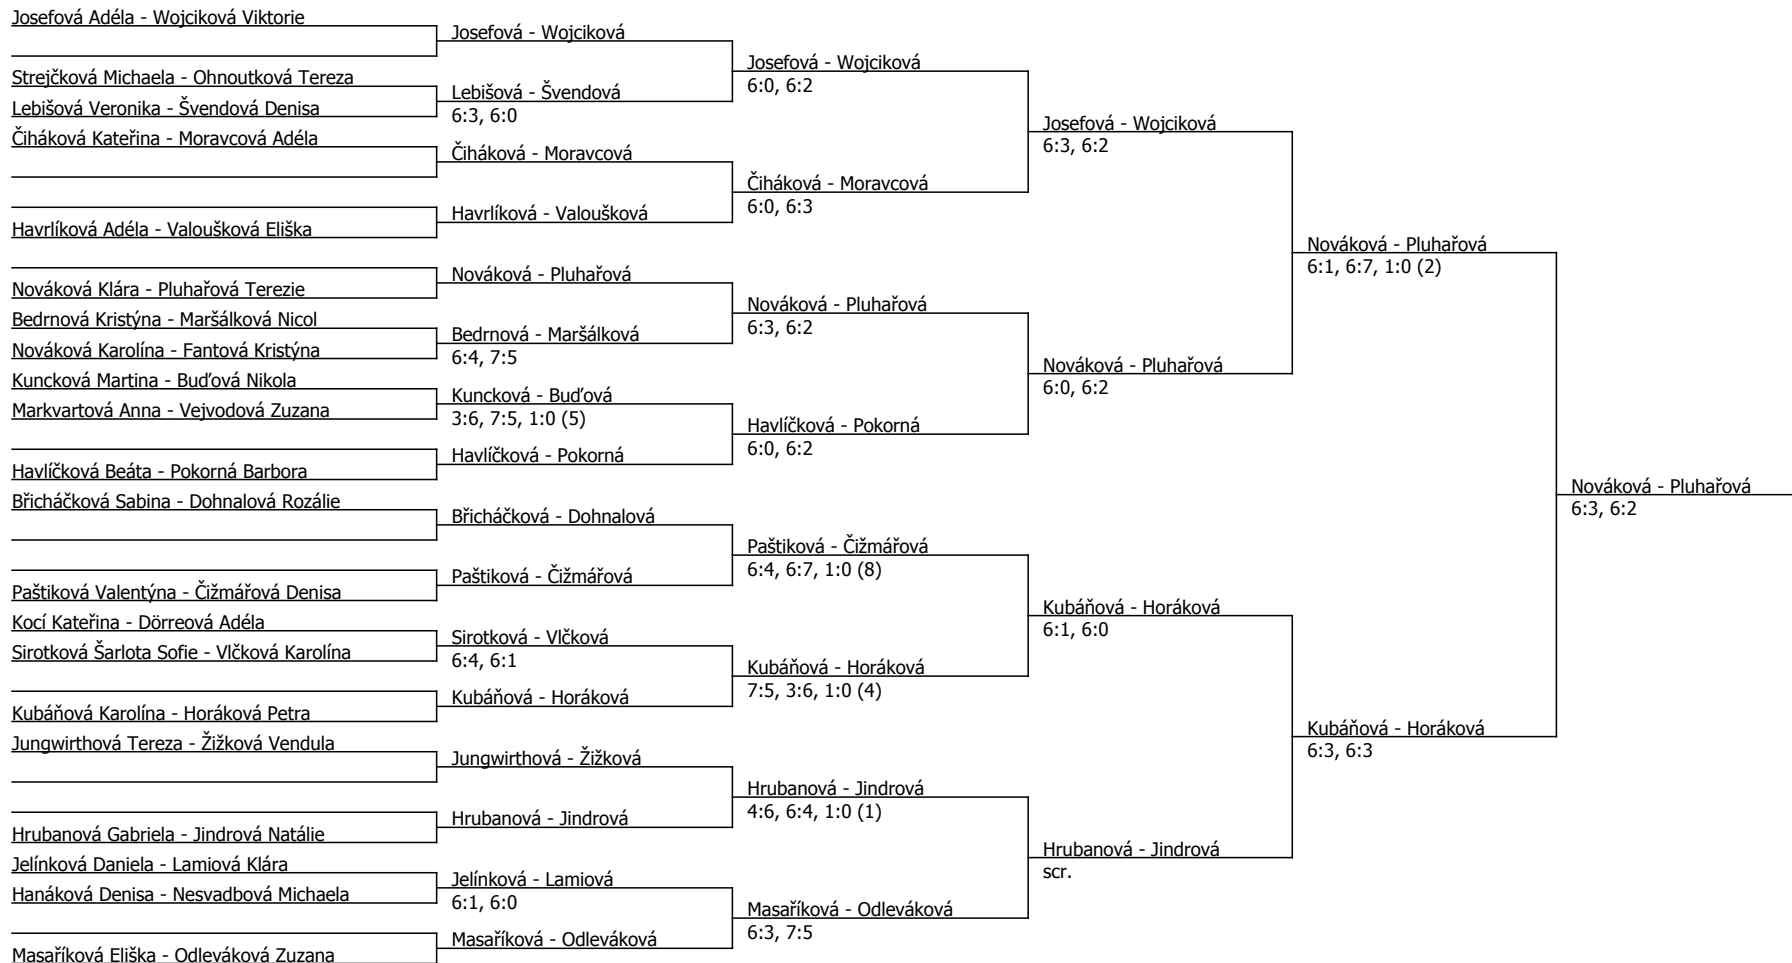 Josefová Adéla - Wojciková Viktorie
Strejčková Michaela - Ohnoutková Tereza
Lebišová Veronika - Švendová Denisa
Čiháková Kateřina - Moravcová Adéla
Havrlíková Adéla - Valoušková Eliška
Nováková Klára - Pluhařová Terezie
Bedrnová Kristýna - Maršálková Nicol
Nováková Karolína - Fantová Kristýna
Kuncková Martina - Buďová Nikola
Markvartová Anna - Vejvodová Zuzana
Havlíčková Beáta - Pokorná Barbora
Břicháčková Sabina - Dohnalová Rozálie
Paštiková Valentýna - Čižmářová Denisa
Kocí Kateřina - Dörreová Adéla
Sirotková Šarlota Sofie - Vlčková Karolína
Kubáňová Karolína - Horáková Petra
Jungwirthová Tereza - Žižková Vendula
Hrubanová Gabriela - Jindrová Natálie
Jelínková Daniela - Lamiová Klára
Hanáková Denisa - Nesvadbová Michaela
Masaříková Eliška - Odleváková Zuzana
Josefová - Wojciková
Lebišová - Švendová
6:3, 6:0
Čiháková - Moravcová
Havrlíková - Valoušková
Nováková - Pluhařová
Bedrnová - Maršálková
6:4, 7:5
Kuncková - Buďová
3:6, 7:5, 1:0 (5)
Havlíčková - Pokorná
Břicháčková - Dohnalová
Paštiková - Čižmářová
Sirotková - Vlčková
6:4, 6:1
Kubáňová - Horáková
Jungwirthová - Žižková
Hrubanová - Jindrová
Jelínková - Lamiová
6:1, 6:0
Masaříková - Odleváková
Josefová - Wojciková
6:0, 6:2
Čiháková - Moravcová
6:0, 6:3
Nováková - Pluhařová
6:3, 6:2
Havlíčková - Pokorná
6:0, 6:2
Paštiková - Čižmářová
6:4, 6:7, 1:0 (8)
Kubáňová - Horáková
7:5, 3:6, 1:0 (4)
Hrubanová - Jindrová
4:6, 6:4, 1:0 (1)
Masaříková - Odleváková
6:3, 7:5
Josefová - Wojciková
6:3, 6:2
Nováková - Pluhařová
6:0, 6:2
Kubáňová - Horáková
6:1, 6:0
Hrubanová - Jindrová
scr.
Nováková - Pluhařová
6:1, 6:7, 1:0 (2)
Kubáňová - Horáková
6:3, 6:3
Nováková - Pluhařová
6:3, 6:2